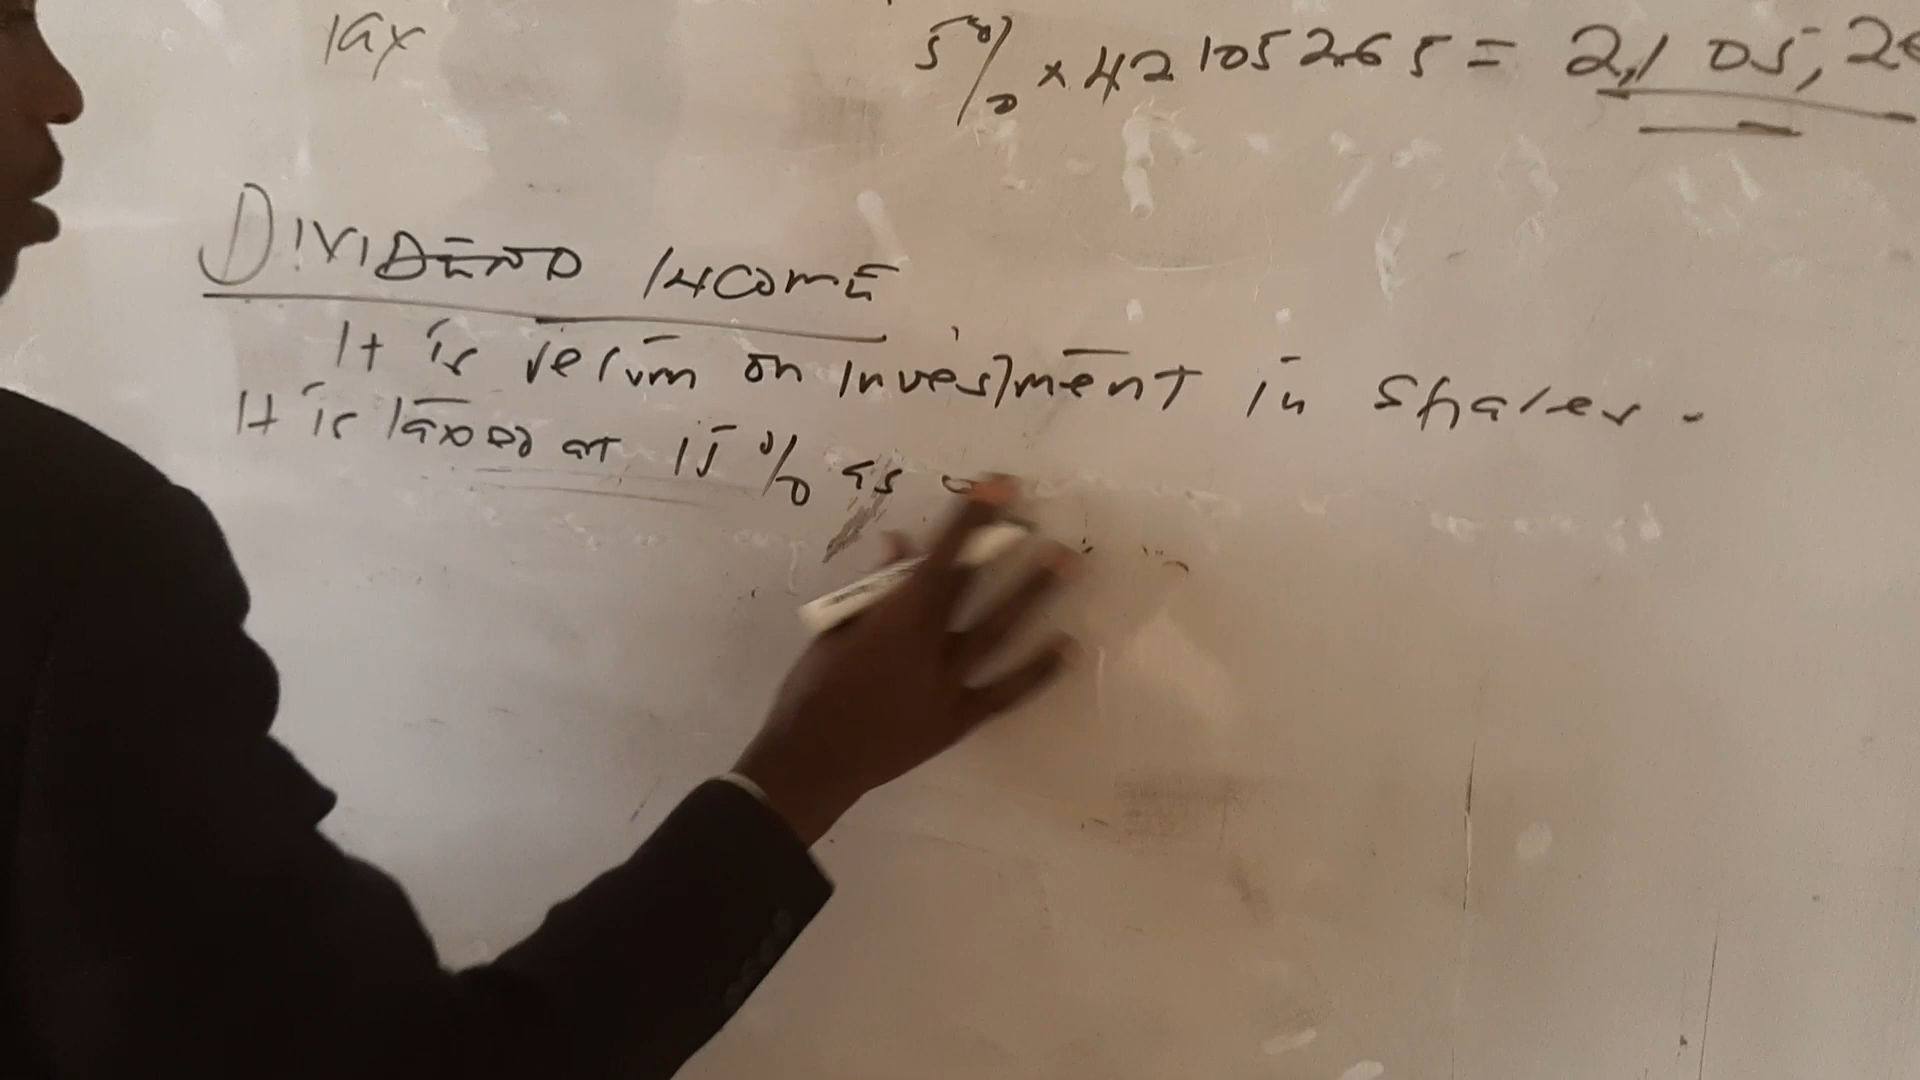 Tax
5% × 42105265 = 2,105,2
DIVIDEND INCOME
It is return on investment in shares.
It is taxed at 15% as